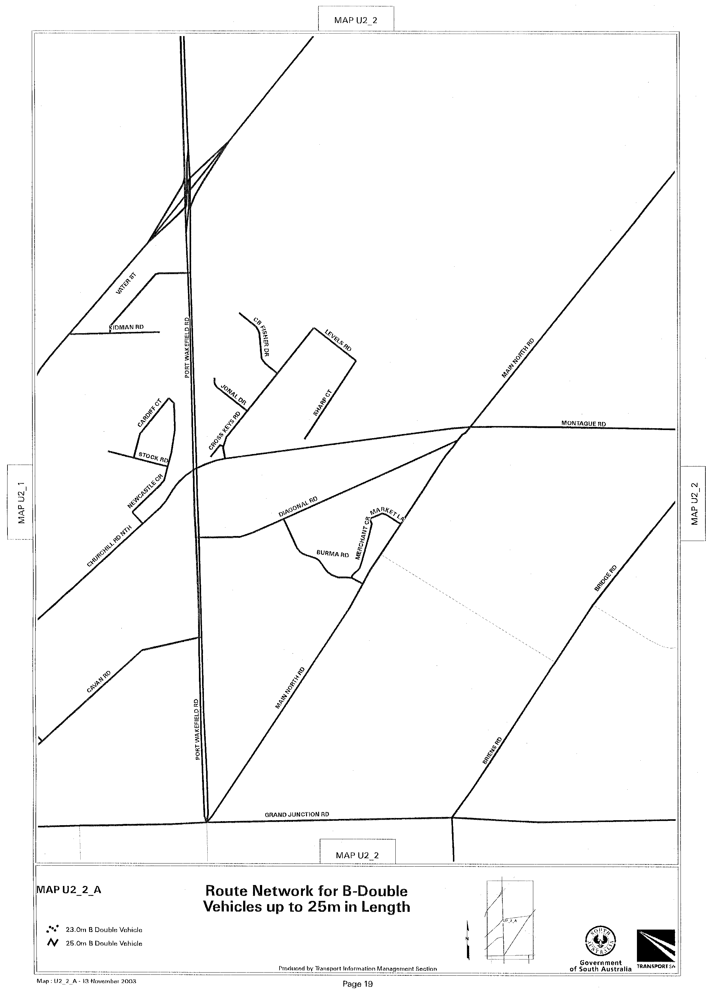 MAP U2_2
VATER ST
KIDMAN RD
PORT WAKEFIELD RD
CB FISHER DR
LEVELS RD
MAIN NORTH RD
JONAL DR
SHARP CT
CARDIFF CT
CROSS KEYS RD
MONTAGUE RD
STOCK RD
MAP U2_1
MAP U2_2
NEWCASTLE CR
DIAGONAL RD
MARKET LA
MERCHANT CR
CHURCHILL RD NTH
BURMA RD
BRIDGE RD
CAVAN RD
MAIN NORTH RD
PORT WAKEFIELD RD
BRIENS RD
GRAND JUNCTION RD
MAP U2_2
MAP U2_2_A
Route Network for B-Double
Vehicles up to 25m in Length
23.0m B Double Vehicle
25.0m B Double Vehicle
N
U2_2_A
SOUTH
AUSTRALIA
Government
of South Australia
TRANSPORT SA
Produced by Transport Information Management Section
Map : U2_2_A - 13 November 2003
Page 19